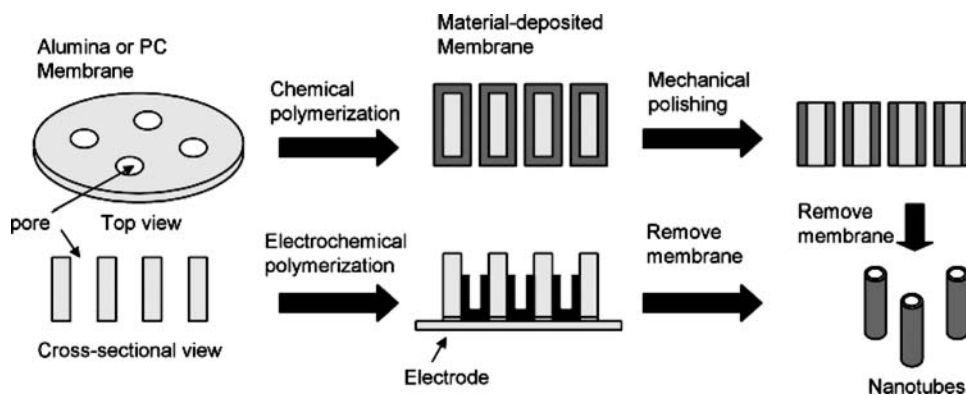 Alumina or PC
Membrane
Chemical
polymerization
Material-deposited
Membrane
Mechanical
polishing
pore
Top view
Remove
membrane
Electrochemical
polymerization
Remove
membrane
Cross-sectional view
Electrode
Nanotubes